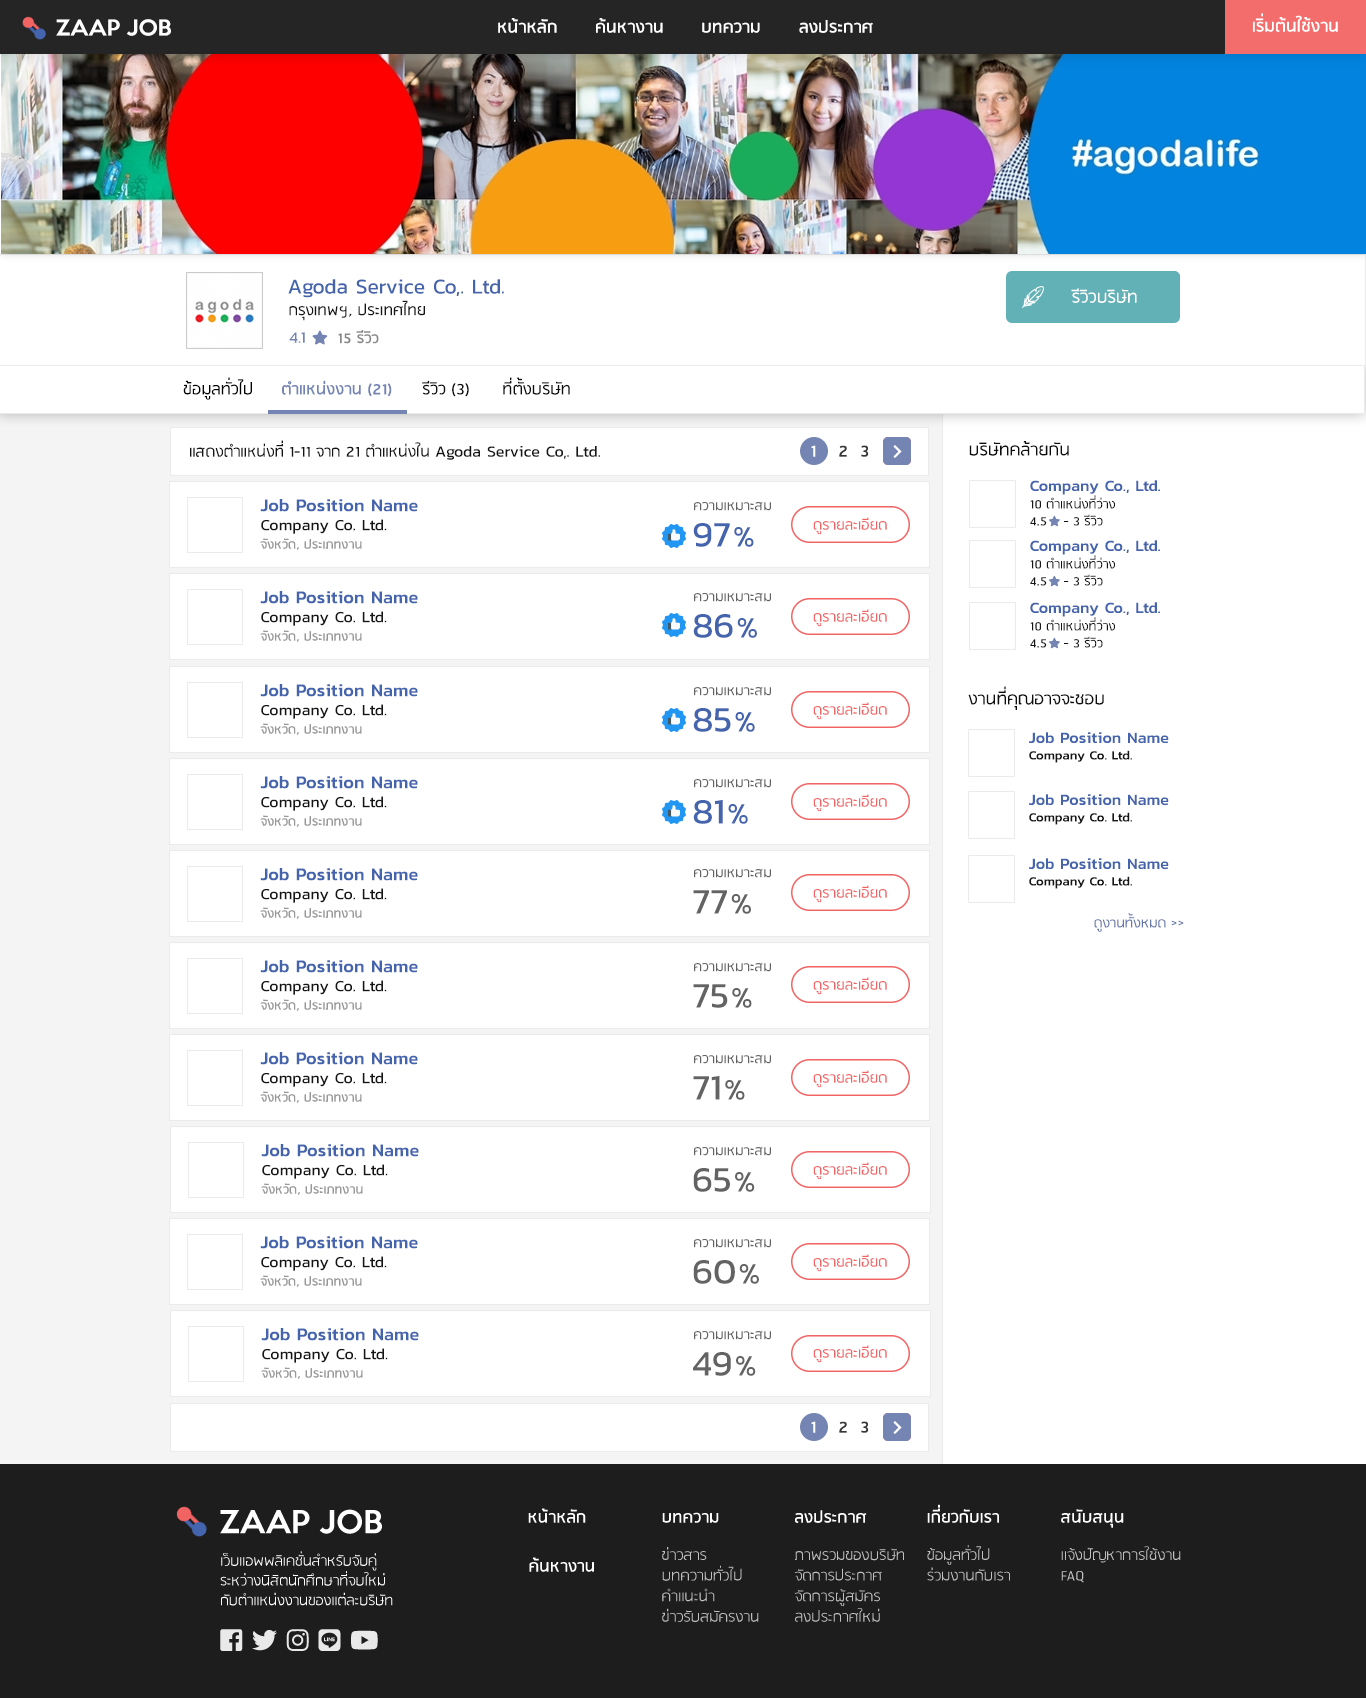 ZAAP JOB
หน้าหลัก
ค้นหางาน
บทความ
ลงประกาศ
เริ่มต้นใช้งาน
#agodalife
agoda
Agoda Service Co,. Ltd.
กรุงเทพฯ, ประเทศไทย
4.1 15 รีวิว
รีวิวบริษัท
ข้อมูลทั่วไป
ตำแหน่งงาน (21)
รีวิว (3)
ที่ตั้งบริษัท
แสดงตำแหน่งที่ 1-11 จาก 21 ตำแหน่งใน Agoda Service Co,. Ltd.
1 2 3
Job Position Name
Company Co. Ltd.
จังหวัด, ประเภทงาน
ความเหมาะสม
97%
ดูรายละเอียด
Job Position Name
Company Co. Ltd.
จังหวัด, ประเภทงาน
ความเหมาะสม
86%
ดูรายละเอียด
Job Position Name
Company Co. Ltd.
จังหวัด, ประเภทงาน
ความเหมาะสม
85%
ดูรายละเอียด
Job Position Name
Company Co. Ltd.
จังหวัด, ประเภทงาน
ความเหมาะสม
81%
ดูรายละเอียด
Job Position Name
Company Co. Ltd.
จังหวัด, ประเภทงาน
ความเหมาะสม
77%
ดูรายละเอียด
Job Position Name
Company Co. Ltd.
จังหวัด, ประเภทงาน
ความเหมาะสม
75%
ดูรายละเอียด
Job Position Name
Company Co. Ltd.
จังหวัด, ประเภทงาน
ความเหมาะสม
71%
ดูรายละเอียด
Job Position Name
Company Co. Ltd.
จังหวัด, ประเภทงาน
ความเหมาะสม
65%
ดูรายละเอียด
Job Position Name
Company Co. Ltd.
จังหวัด, ประเภทงาน
ความเหมาะสม
60%
ดูรายละเอียด
Job Position Name
Company Co. Ltd.
จังหวัด, ประเภทงาน
ความเหมาะสม
49%
ดูรายละเอียด
1 2 3
บริษัทคล้ายกัน
Company Co., Ltd.
10 ตำแหน่งที่ว่าง
4.5 - 3 รีวิว
Company Co., Ltd.
10 ตำแหน่งที่ว่าง
4.5 - 3 รีวิว
Company Co., Ltd.
10 ตำแหน่งที่ว่าง
4.5 - 3 รีวิว
งานที่คุณอาจจะชอบ
Job Position Name
Company Co. Ltd.
Job Position Name
Company Co. Ltd.
Job Position Name
Company Co. Ltd.
ดูงานทั้งหมด >>
ZAAP JOB
เว็บแอพพลิเคชั่นสำหรับจับคู่
ระหว่างนิสิตนักศึกษาที่จบใหม่
กับตำแหน่งงานของแต่ละบริษัท
LINE
หน้าหลัก
ค้นหางาน
บทความ
ข่าวสาร
บทความทั่วไป
คำแนะนำ
ข่าวรับสมัครงาน
ลงประกาศ
ภาพรวมของบริษัท
จัดการประกาศ
จัดการผู้สมัคร
ลงประกาศใหม่
เกี่ยวกับเรา
ข้อมูลทั่วไป
ร่วมงานกับเรา
สนับสนุน
แจ้งปัญหาการใช้งาน
FAQ